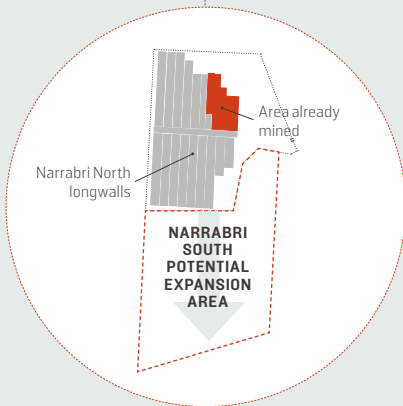 Area already
mined
Narrabri North
longwalls
NARRABRI
SOUTH
POTENTIAL
EXPANSION
AREA